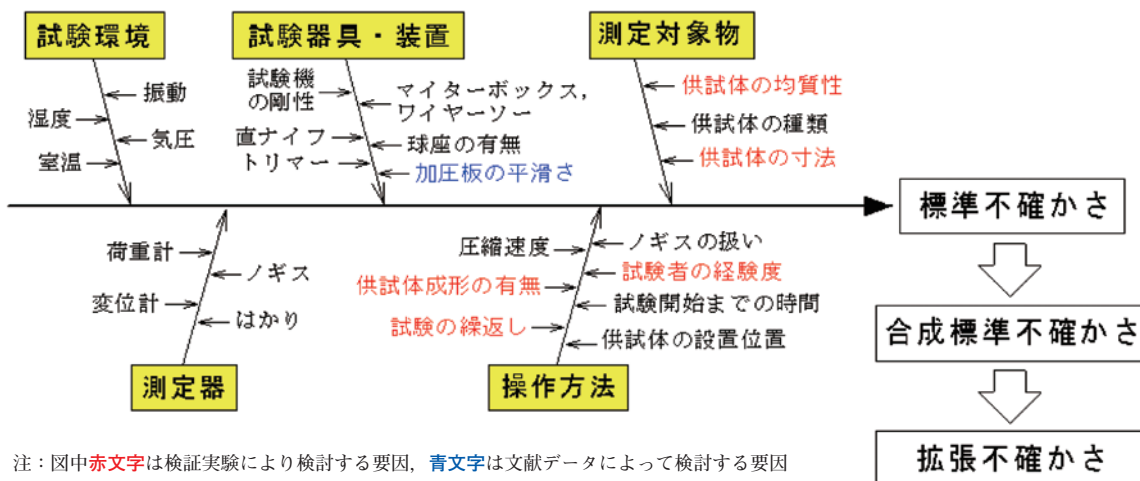 試験環境
試験器具・装置
測定対象物
振動
湿度
気圧
室温
試験機
の剛性
マイターボックス,
ワイヤーソー
直ナイフ
トリマー
球座の有無
加圧板の平滑さ
供試体の均質性
供試体の種類
供試体の寸法
標準不確かさ
荷重計
ノギス
変位計
はかり
測定器
圧縮速度
ノギスの扱い
試験者の経験度
供試体成形の有無
試験開始までの時間
試験の繰返し
供試体の設置位置
操作方法
合成標準不確かさ
拡張不確かさ
注：図中赤文字は検証実験により検討する要因，青文字は文献データによって検討する要因